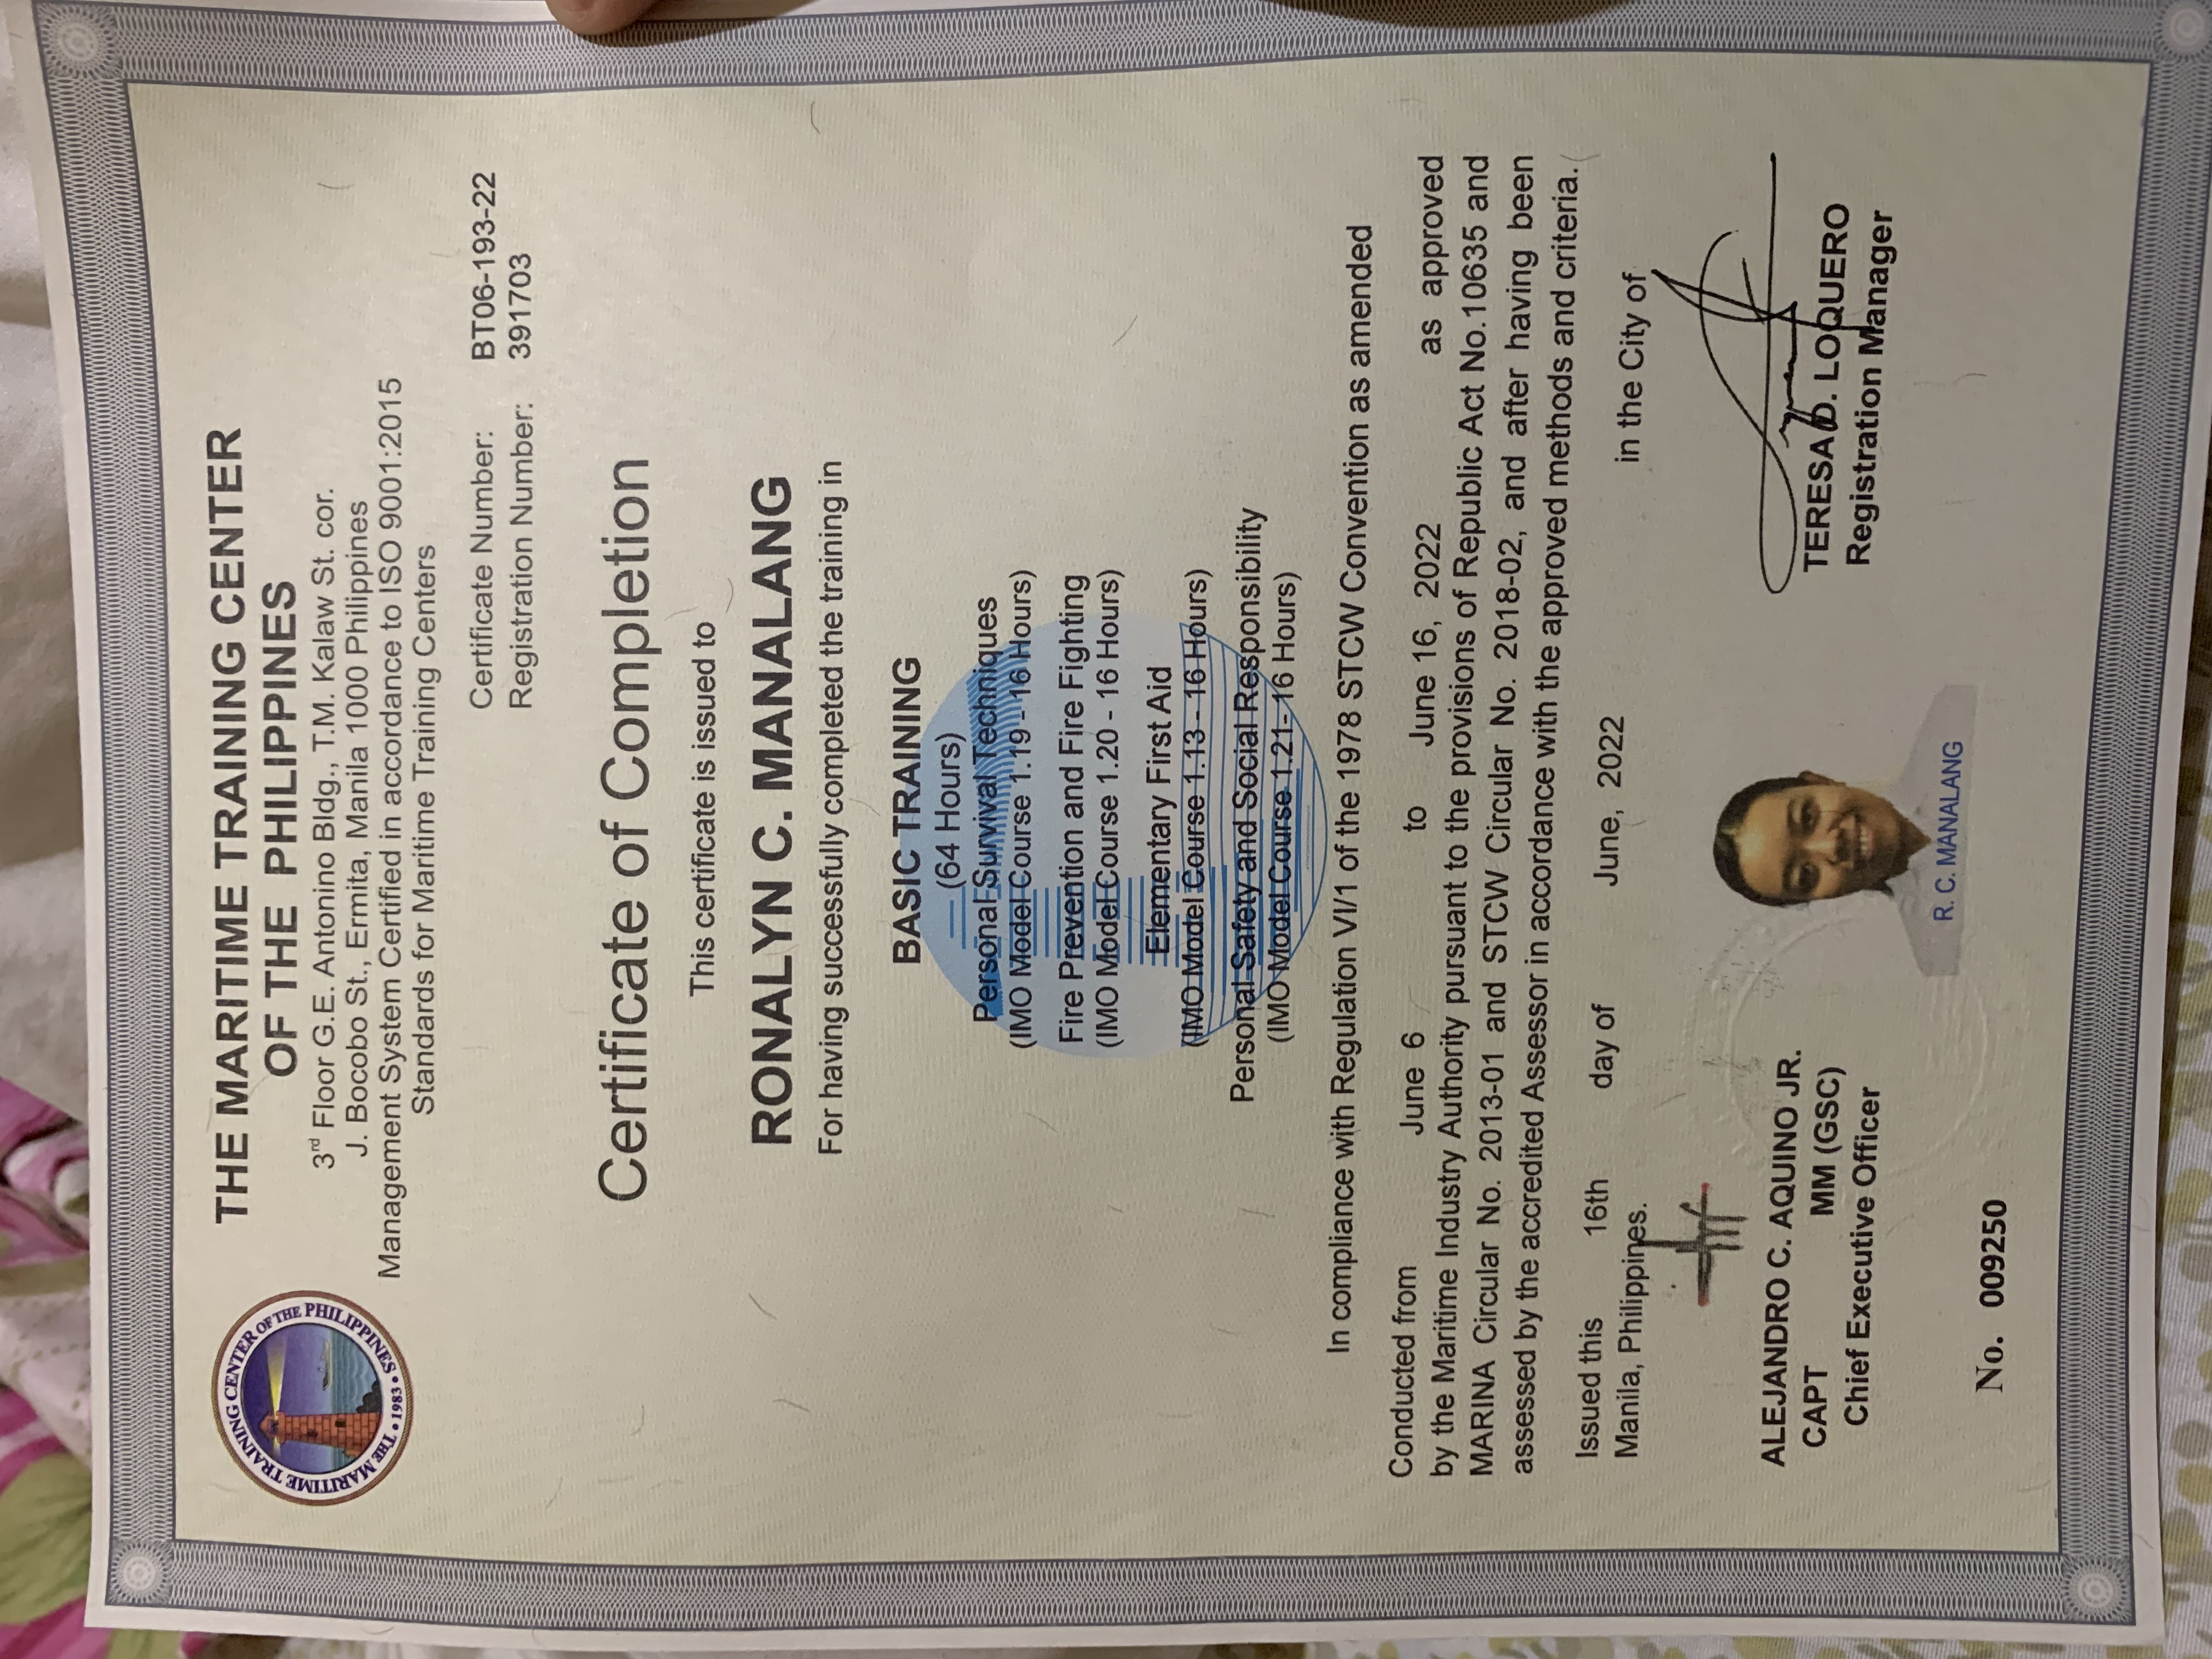 THE MARITIME TRAINING CENTER OF THE PHILIPPINES • 1983 •
THE MARITIME TRAINING CENTER
OF THE PHILIPPINES
3rd Floor G.E. Antonino Bldg., T.M. Kalaw St. cor.
J. Bocobo St., Ermita, Manila 1000 Philippines
Management System Certified in accordance to ISO 9001:2015
Standards for Maritime Training Centers
Certificate Number: BT06-193-22
Registration Number: 391703
Certificate of Completion
This certificate is issued to
RONALYN C. MANALANG
For having successfully completed the training in
BASIC TRAINING
(64 Hours)
Personal Survival Techniques
(IMO Model Course 1.19 - 16 Hours)
Fire Prevention and Fire Fighting
(IMO Model Course 1.20 - 16 Hours)
Elementary First Aid
(IMO Model Course 1.13 - 16 Hours)
Personal Safety and Social Responsibility
(IMO Model Course 1.21 - 16 Hours)
In compliance with Regulation VI/1 of the 1978 STCW Convention as amended
Conducted from June 6 to June 16, 2022 as approved
by the Maritime Industry Authority pursuant to the provisions of Republic Act No.10635 and
MARINA Circular No. 2013-01 and STCW Circular No. 2018-02, and after having been
assessed by the accredited Assessor in accordance with the approved methods and criteria.
Issued this 16th day of June, 2022 in the City of
Manila, Philippines.
ALEJANDRO C. AQUINO JR.
CAPT MM (GSC)
Chief Executive Officer
R. C. MANALANG
TERESA D. LOQUERO
Registration Manager
No. 009250